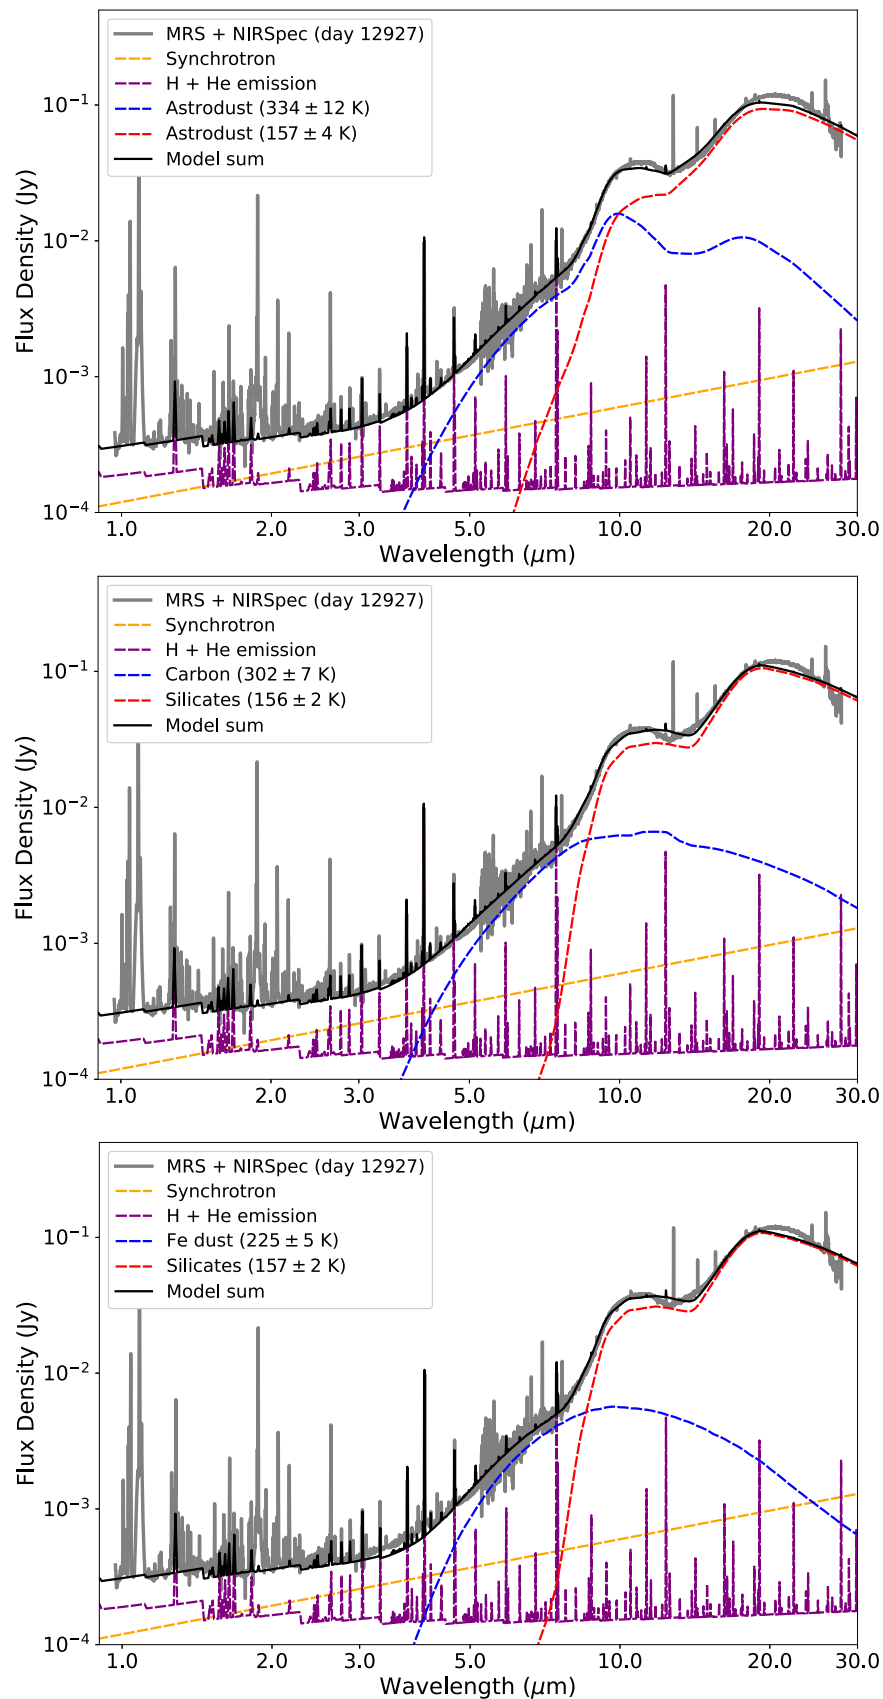 MRS + NIRSpec (day 12927)
Synchrotron
H + He emission
Astrodust (334 ± 12 K)
Astrodust (157 ± 4 K)
Model sum
Flux Density (Jy)
10⁻¹
10⁻²
10⁻³
10⁻⁴
1.0 2.0 3.0 5.0 10.0 20.0 30.0
Wavelength (μm)
MRS + NIRSpec (day 12927)
Synchrotron
H + He emission
Carbon (302 ± 7 K)
Silicates (156 ± 2 K)
Model sum
Flux Density (Jy)
10⁻¹
10⁻²
10⁻³
10⁻⁴
1.0 2.0 3.0 5.0 10.0 20.0 30.0
Wavelength (μm)
MRS + NIRSpec (day 12927)
Synchrotron
H + He emission
Fe dust (225 ± 5 K)
Silicates (157 ± 2 K)
Model sum
Flux Density (Jy)
10⁻¹
10⁻²
10⁻³
10⁻⁴
1.0 2.0 3.0 5.0 10.0 20.0 30.0
Wavelength (μm)